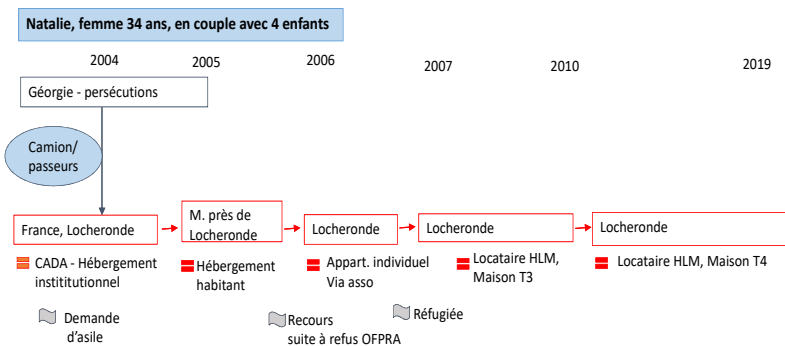 Natalie, femme 34 ans, en couple avec 4 enfants
2004
2005
2006
2007
2010
2019
Géorgie - persécutions
Camion/
passeurs
France, Locheronde
M. près de
Locheronde
Locheronde
Locheronde
Locheronde
CADA - Hébergement
instititutionnel
Hébergement
habitant
Appart. individuel
Via asso
Locataire HLM,
Maison T3
Locataire HLM, Maison T4
Demande
d'asile
Recours
suite à refus OFPRA
Réfugiée